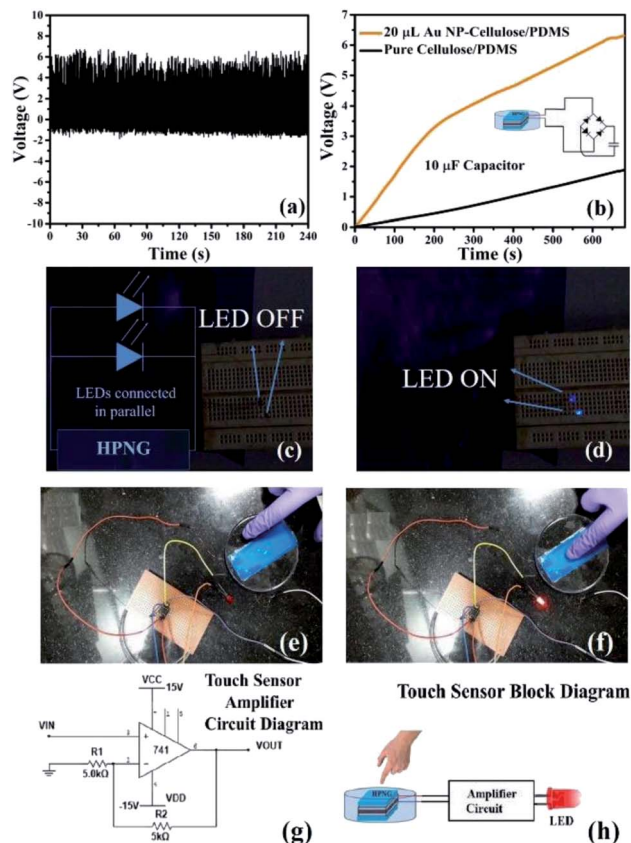 10
8
6
4
2
0
-2
-4
-6
-8
-10
Voltage (V)
0 30 60 90 120 150 180 210 240
Time (s)
(a)
7
6
5
4
3
2
1
0
Voltage (V)
20 μL Au NP-Cellulose/PDMS
Pure Cellulose/PDMS
10 μF Capacitor
0 100 200 300 400 500 600
Time (s)
(b)
LED OFF
LEDs connected
in parallel
HPNG
(c)
LED ON
(d)
(e)
(f)
Touch Sensor
Amplifier
Circuit Diagram
VCC
15V
VIN
3
+
741
6
VOUT
R1
5.0kΩ
2
-
-15V
VDD
R2
5kΩ
(g)
Touch Sensor Block Diagram
HPNG
Amplifier
Circuit
LED
(h)